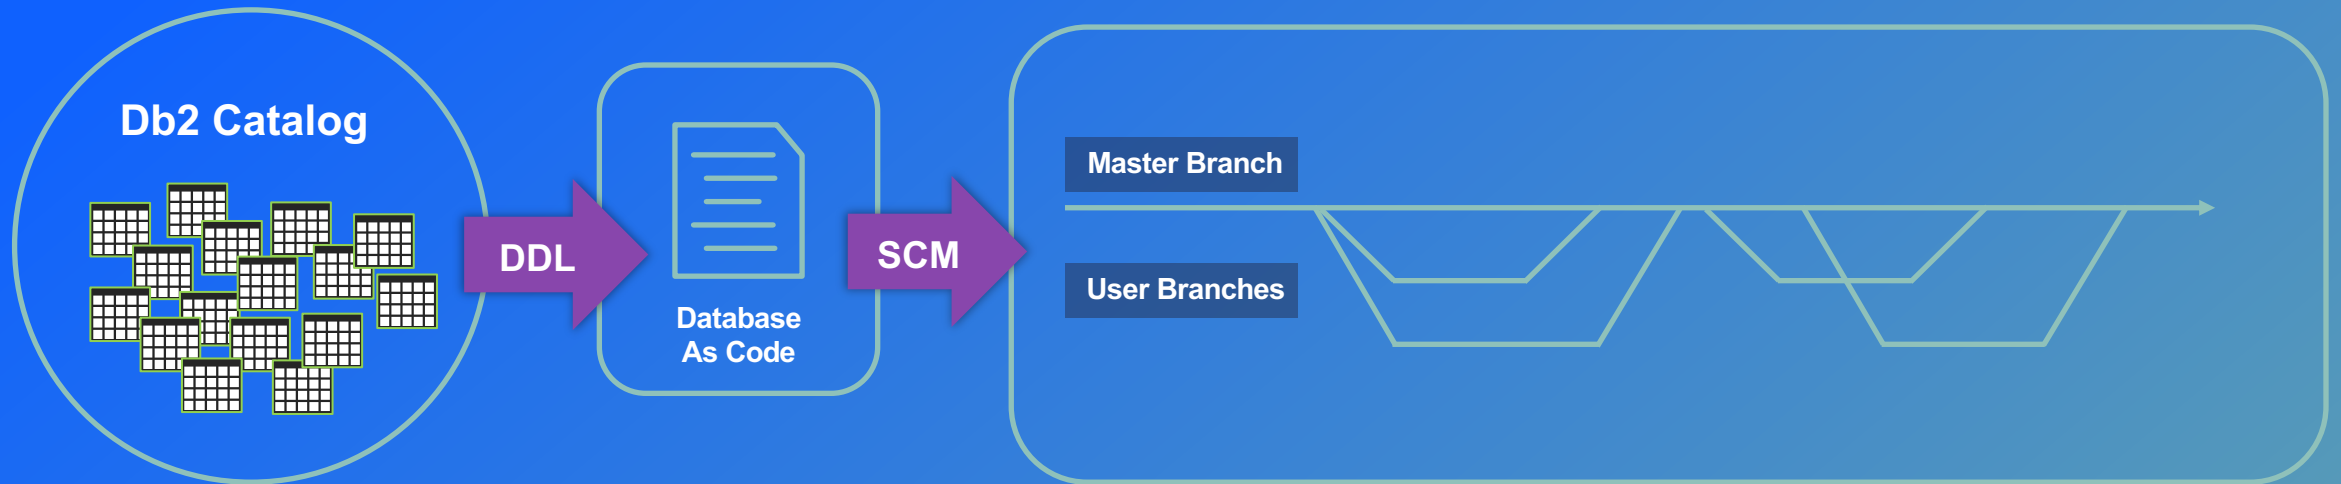 Db2 Catalog
DDL
Database
As Code
SCM
Master Branch
User Branches